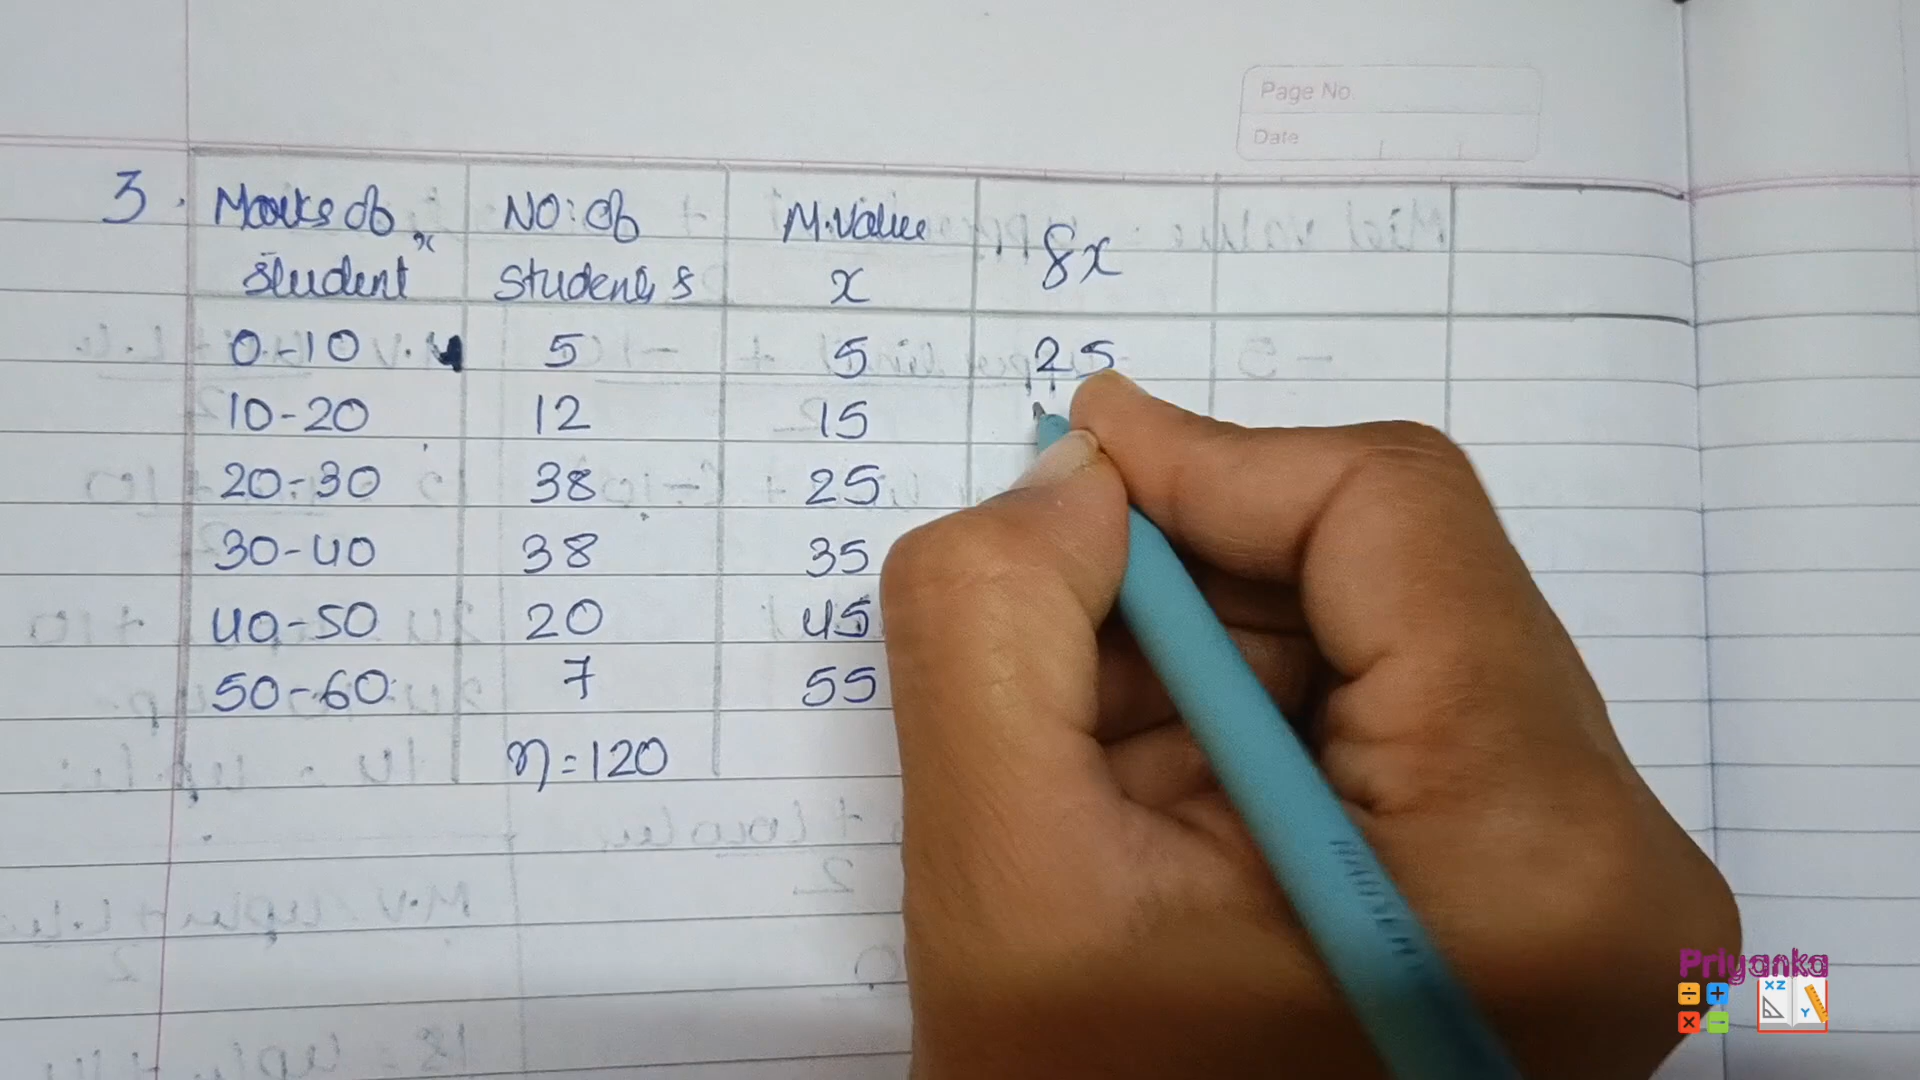 Page No.
Date
3. Marks of student x | No: of students f | M.value x | fx
0-10 | 5 | 5 | 25
10-20 | 12 | 15
20-30 | 38 | 25
30-40 | 38 | 35
40-50 | 20 | 45
50-60 | 7 | 55
n=120
Priyanka